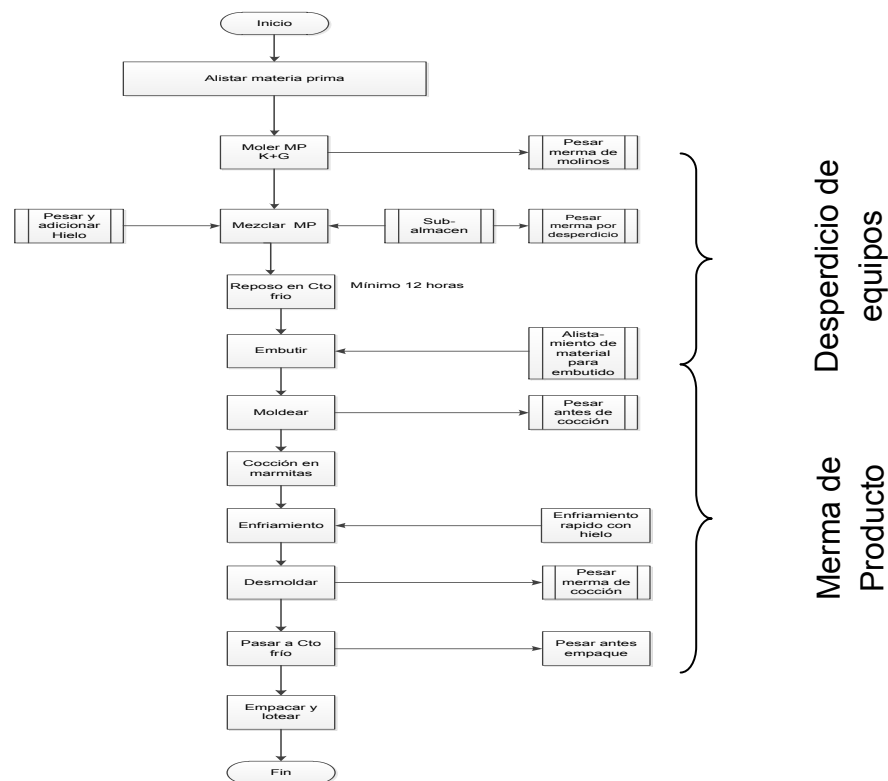 Inicio
Alistar materia prima
Moler MP
K+G
Pesar
merma de
molinos
Pesar y
adicionar
Hielo
Mezclar MP
Sub-
almacen
Pesar
merma por
desperdicio
Reposo en Cto
frio
Mínimo 12 horas
Embutir
Alista-
miento de
material
para
embutido
Moldear
Pesar
antes de
cocción
Cocción en
marmitas
Enfriamiento
Enfriamiento
rapido con
hielo
Desmoldar
Pesar
merma de
cocción
Pasar a Cto
frío
Pesar antes
empaque
Empacar y
lotear
Fin
Desperdicio de
equipos
Merma de
Producto